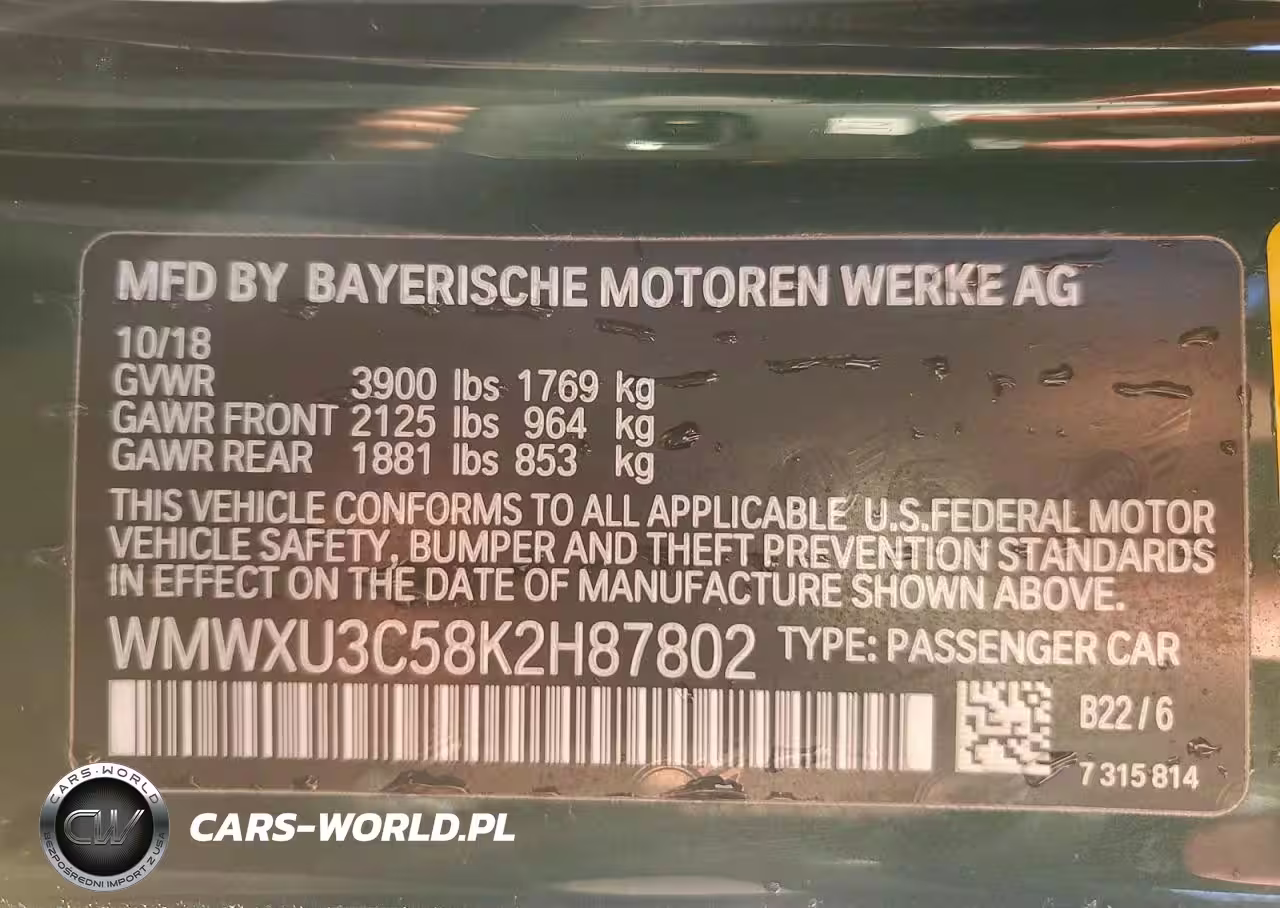 MFD BY BAYERISCHE MOTOREN WERKE AG
10/18
GVWR 3900 lbs 1769 kg
GAWR FRONT 2125 lbs 964 kg
GAWR REAR 1881 lbs 853 kg
THIS VEHICLE CONFORMS TO ALL APPLICABLE U.S.FEDERAL MOTOR
VEHICLE SAFETY, BUMPER AND THEFT PREVENTION STANDARDS
IN EFFECT ON THE DATE OF MANUFACTURE SHOWN ABOVE.
WMWXU3C58K2H87802 TYPE: PASSENGER CAR
B22/6
7 315 814
CARS-WORLD
CW
BEZPOŚREDNI IMPORT Z USA
CARS-WORLD.PL